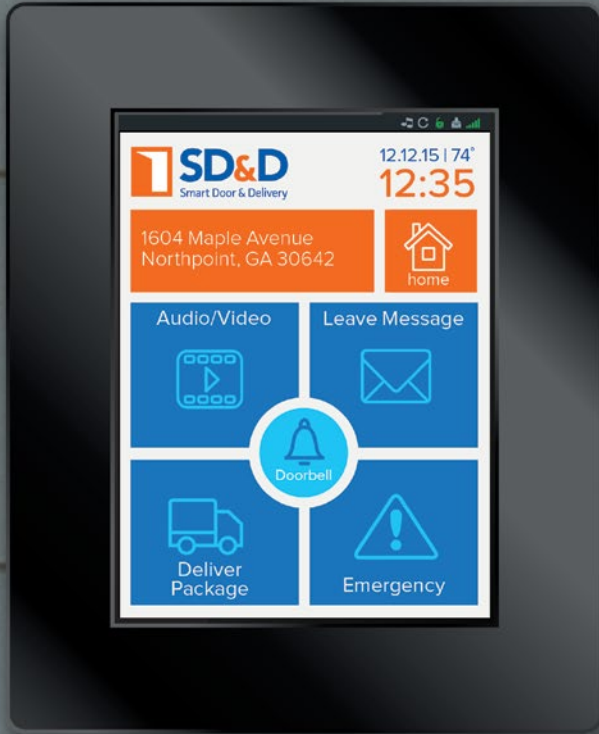 SD&D
Smart Door & Delivery
12.12.15 | 74°
12:35
1604 Maple Avenue
Northpoint, GA 30642
home
Audio/Video
Leave Message
Doorbell
Deliver
Package
Emergency